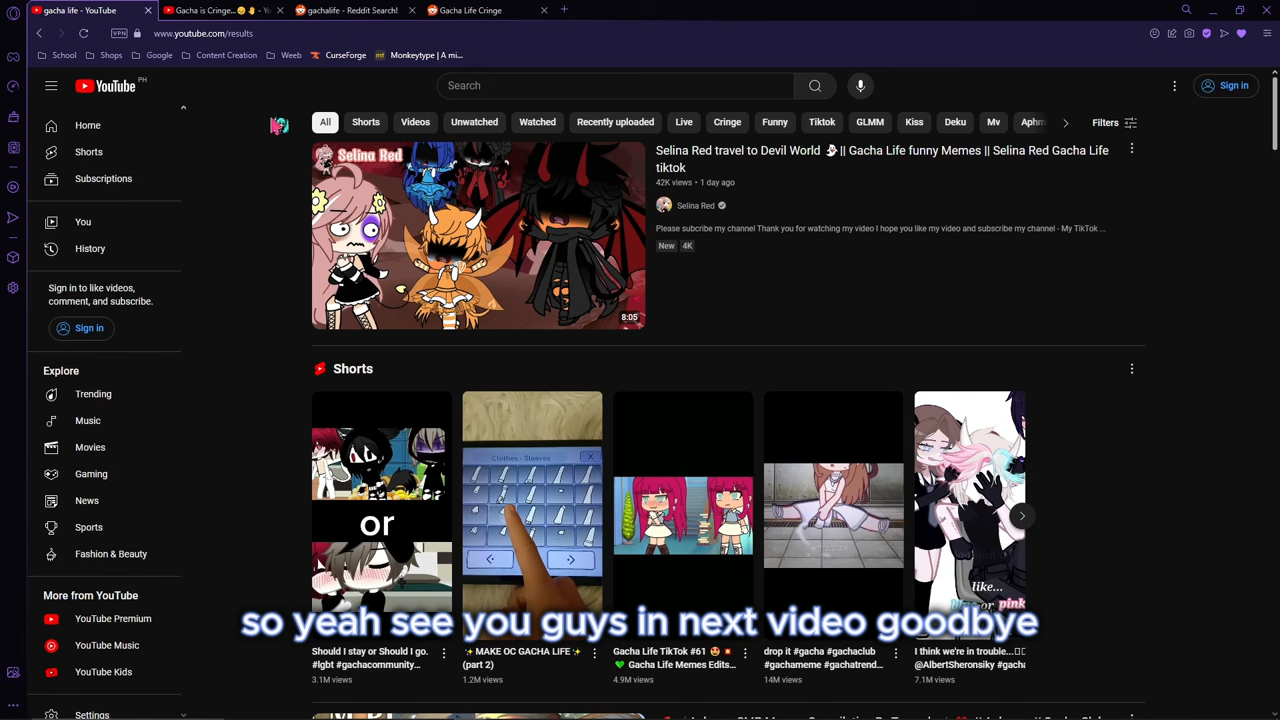 gacha life - YouTube
Gacha is Cringe...😔🤚 - Yo
gachalife - Reddit Search!
Gacha Life Cringe
VPN
www.youtube.com/results
School
Shops
Google
Content Creation
Weeb
CurseForge
mt
Monkeytype | A mi...
YouTube
PH
Search
Sign in
Home
Shorts
Subscriptions
You
History
Sign in to like videos,
comment, and subscribe.
Sign in
Explore
Trending
Music
Movies
Gaming
News
Sports
Fashion & Beauty
More from YouTube
YouTube Premium
YouTube Music
YouTube Kids
Settings
All
Shorts
Videos
Unwatched
Watched
Recently uploaded
Live
Cringe
Funny
Tiktok
GLMM
Kiss
Deku
Mv
Aphm
Filters
Selina Red
8:05
Selina Red travel to Devil World 👻|| Gacha Life funny Memes || Selina Red Gacha Life
tiktok
42K views • 1 day ago
Selina Red
Please subcribe my channel Thank you for watching my video I hope you like my video and subscribe my channel - My TikTok ...
New
4K
Shorts
or
Clothes - Sleeves
like...
pink
so yeah see you guys in next video goodbye
Should I stay or Should I go.
#lgbt #gachacommunity...
3.1M views
✨ MAKE OC GACHA LIFE ✨
(part 2)
1.2M views
Gacha Life TikTok #61 🤩 💥
💚 Gacha Life Memes Edits...
4.9M views
drop it #gacha #gachaclub
#gachameme #gachatrend...
14M views
I think we're in trouble...
@AlbertSheronsiky #gacha
7.1M views